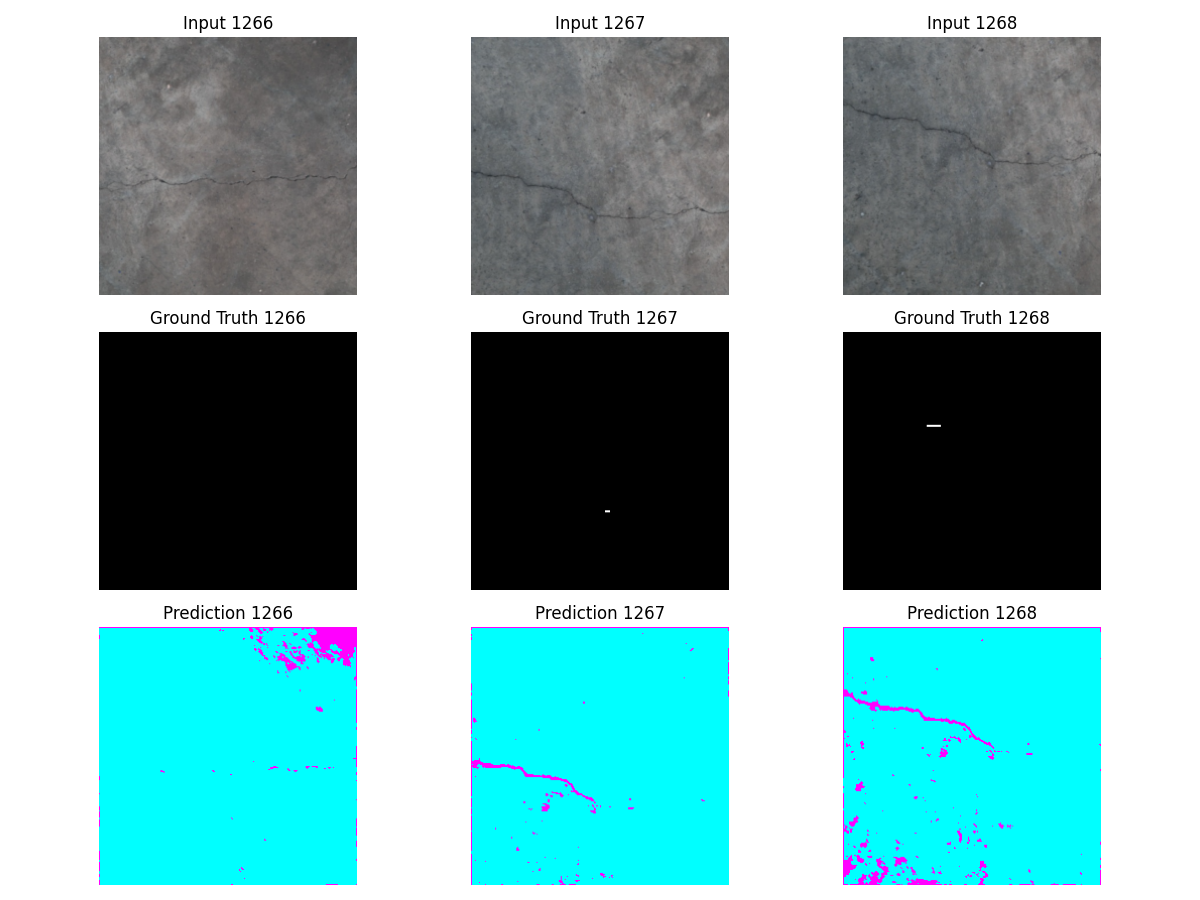 Input 1266
Input 1267
Input 1268
Ground Truth 1266
Ground Truth 1267
Ground Truth 1268
Prediction 1266
Prediction 1267
Prediction 1268